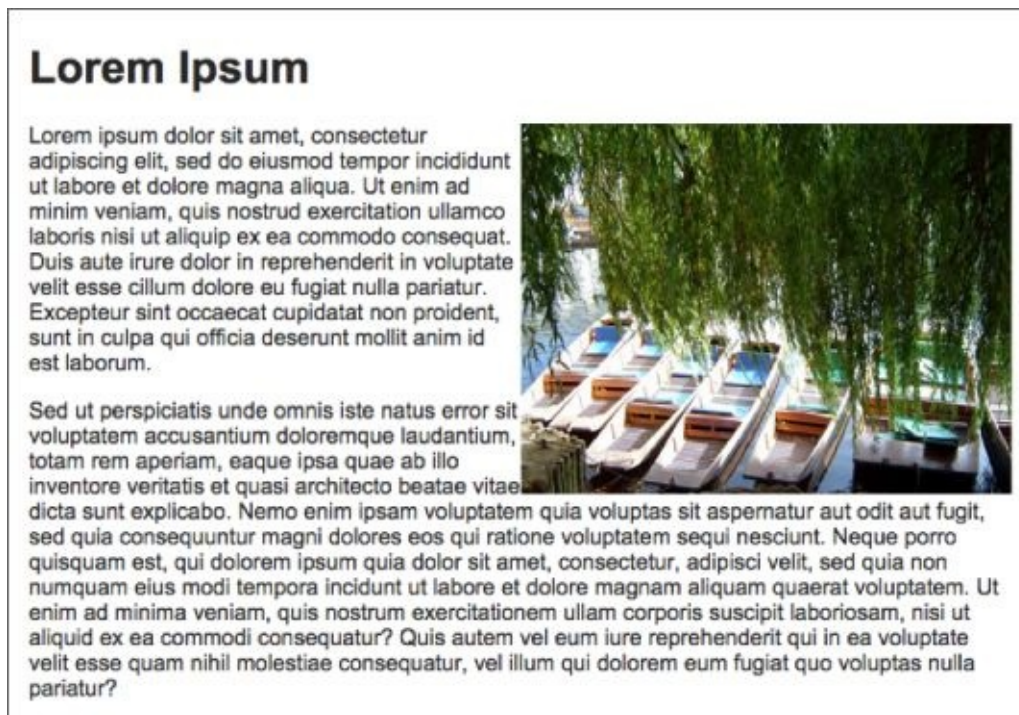 Lorem Ipsum
Lorem ipsum dolor sit amet, consectetur
adipiscing elit, sed do eiusmod tempor incididunt
ut labore et dolore magna aliqua. Ut enim ad
minim veniam, quis nostrud exercitation ullamco
laboris nisi ut aliquip ex ea commodo consequat.
Duis aute irure dolor in reprehenderit in voluptate
velit esse cillum dolore eu fugiat nulla pariatur.
Excepteur sint occaecat cupidatat non proident,
sunt in culpa qui officia deserunt mollit anim id
est laborum.
Sed ut perspiciatis unde omnis iste natus error sit
voluptatem accusantium doloremque laudantium,
totam rem aperiam, eaque ipsa quae ab illo
inventore veritatis et quasi architecto beatae vitae
dicta sunt explicabo. Nemo enim ipsam voluptatem quia voluptas sit aspernatur aut odit aut fugit,
sed quia consequuntur magni dolores eos qui ratione voluptatem sequi nesciunt. Neque porro
quisquam est, qui dolorem ipsum quia dolor sit amet, consectetur, adipisci velit, sed quia non
numquam eius modi tempora incidunt ut labore et dolore magnam aliquam quaerat voluptatem. Ut
enim ad minima veniam, quis nostrum exercitationem ullam corporis suscipit laboriosam, nisi ut
aliquid ex ea commodi consequatur? Quis autem vel eum iure reprehenderit qui in ea voluptate
velit esse quam nihil molestiae consequatur, vel illum qui dolorem eum fugiat quo voluptas nulla
pariatur?